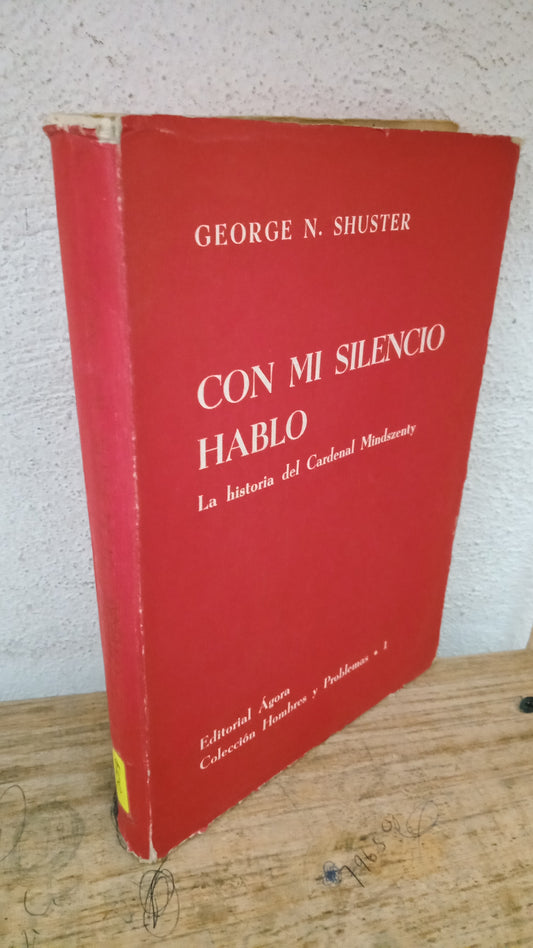 GEORGE N. SHUSTER
CON MI SILENCIO
HABLO
La historia del Cardenal Mindszenty
Editorial Ágora
Colección Hombres y Problemas • 1